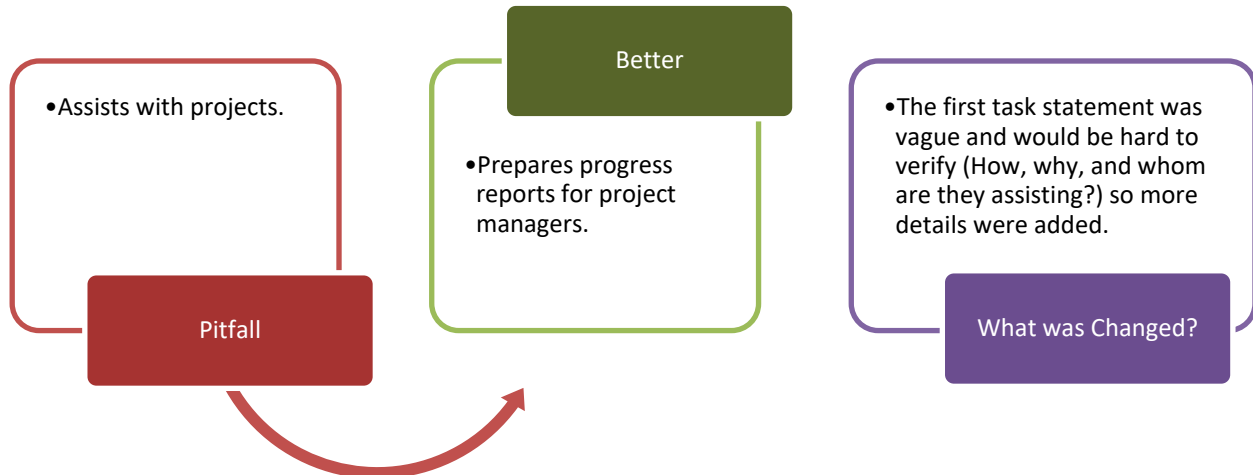 •Assists with projects.
Pitfall
Better
•Prepares progress
reports for project
managers.
•The first task statement was
vague and would be hard to
verify (How, why, and whom
are they assisting?) so more
details were added.
What was Changed?